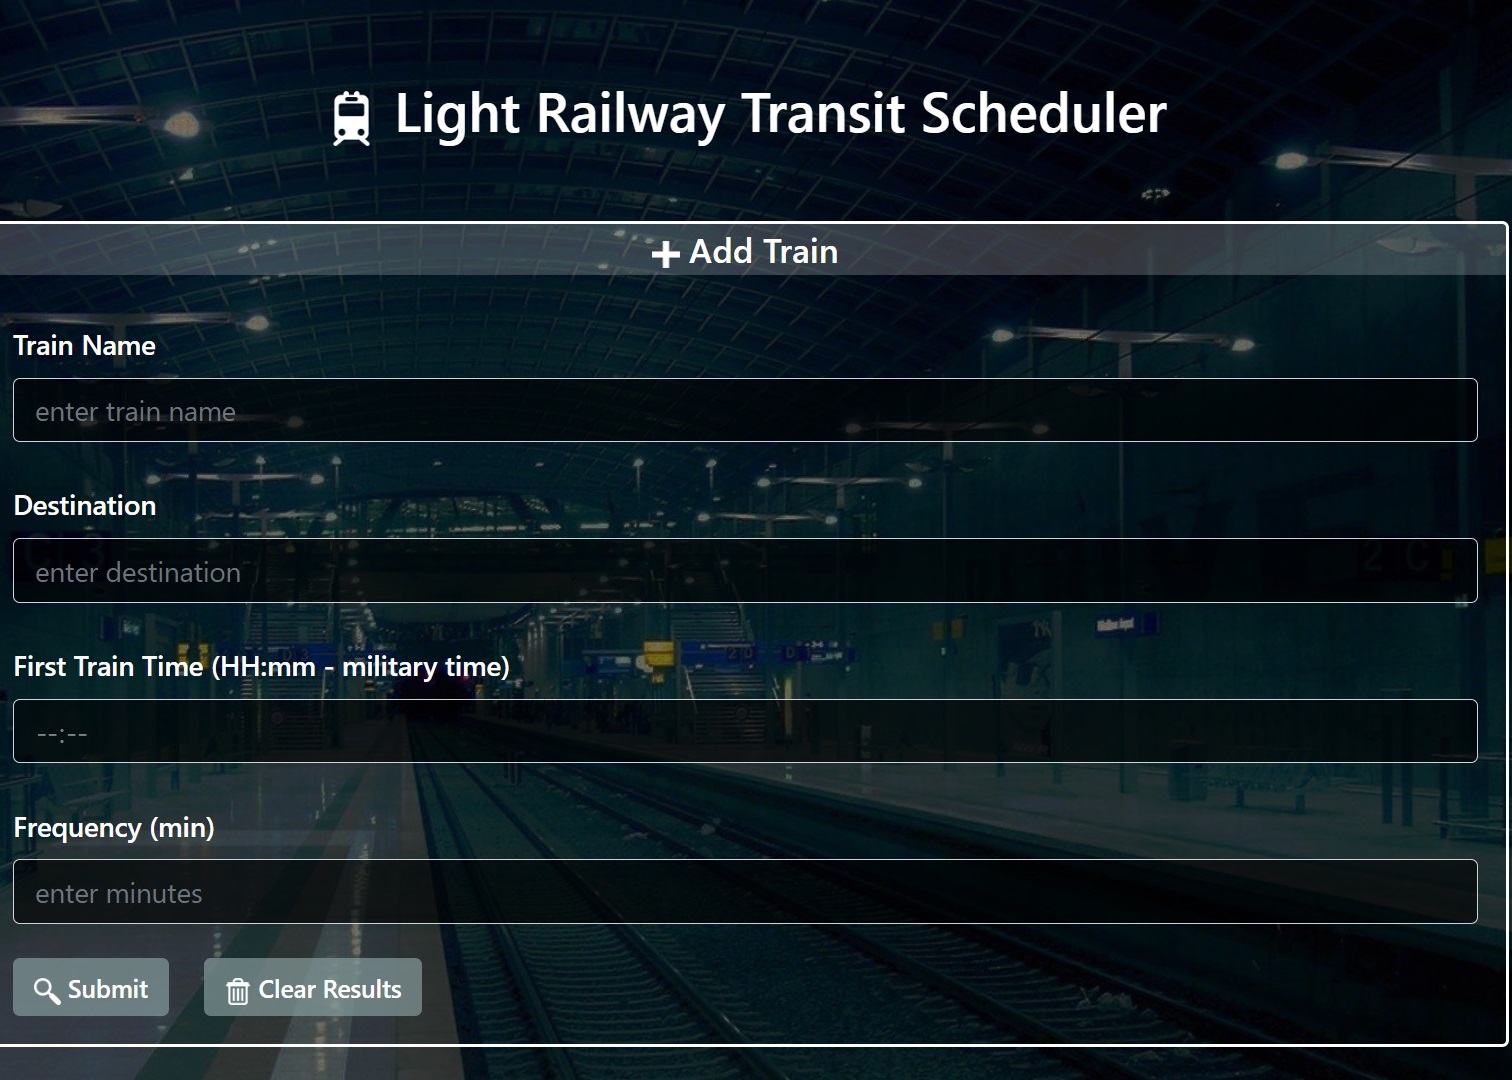 Light Railway Transit Scheduler
Add Train
Train Name
enter train name
Destination
enter destination
First Train Time (HH:mm - military time)
--:--
Frequency (min)
enter minutes
Submit
Clear Results